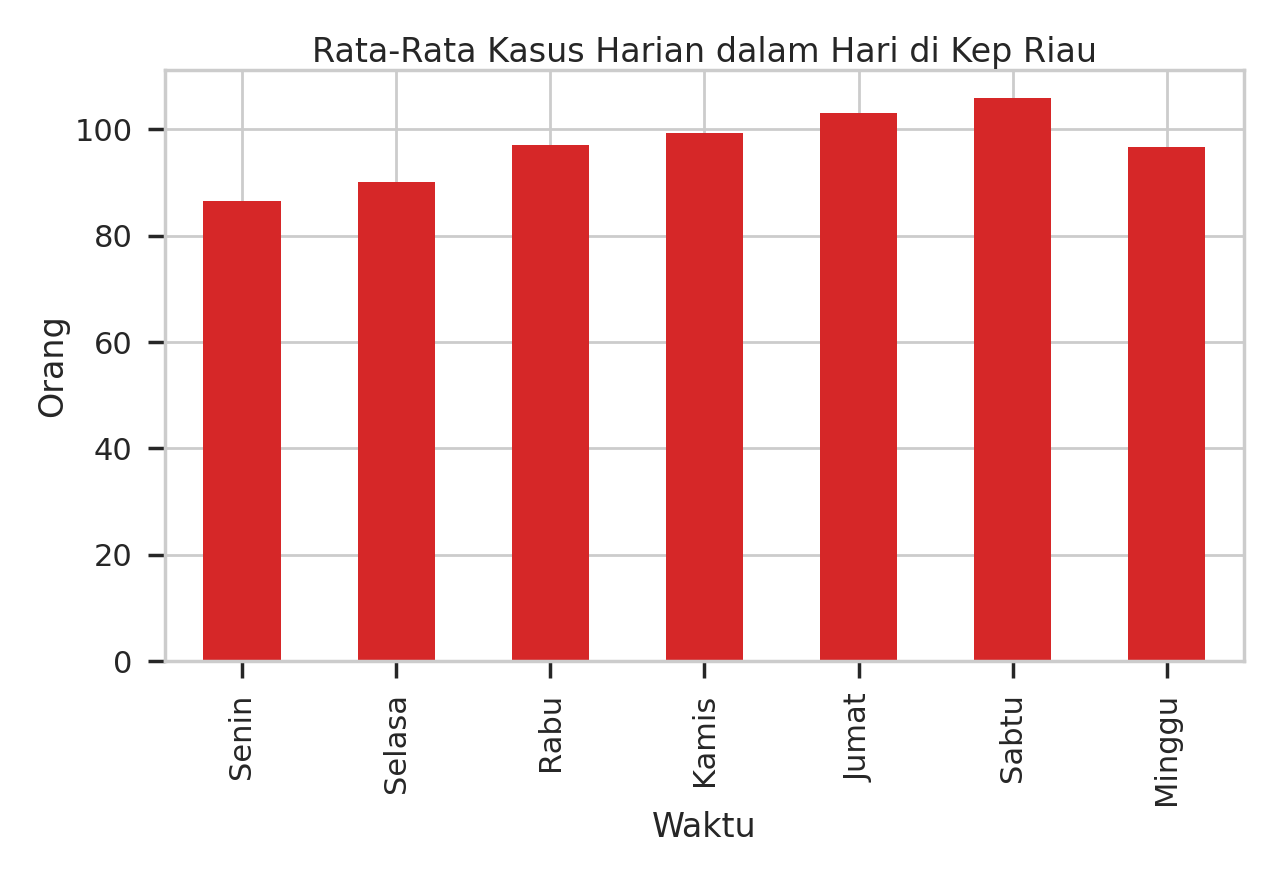 Rata-Rata Kasus Harian dalam Hari di Kep Riau
Orang
100
80
60
40
20
0
Senin
Selasa
Rabu
Kamis
Jumat
Sabtu
Minggu
Waktu